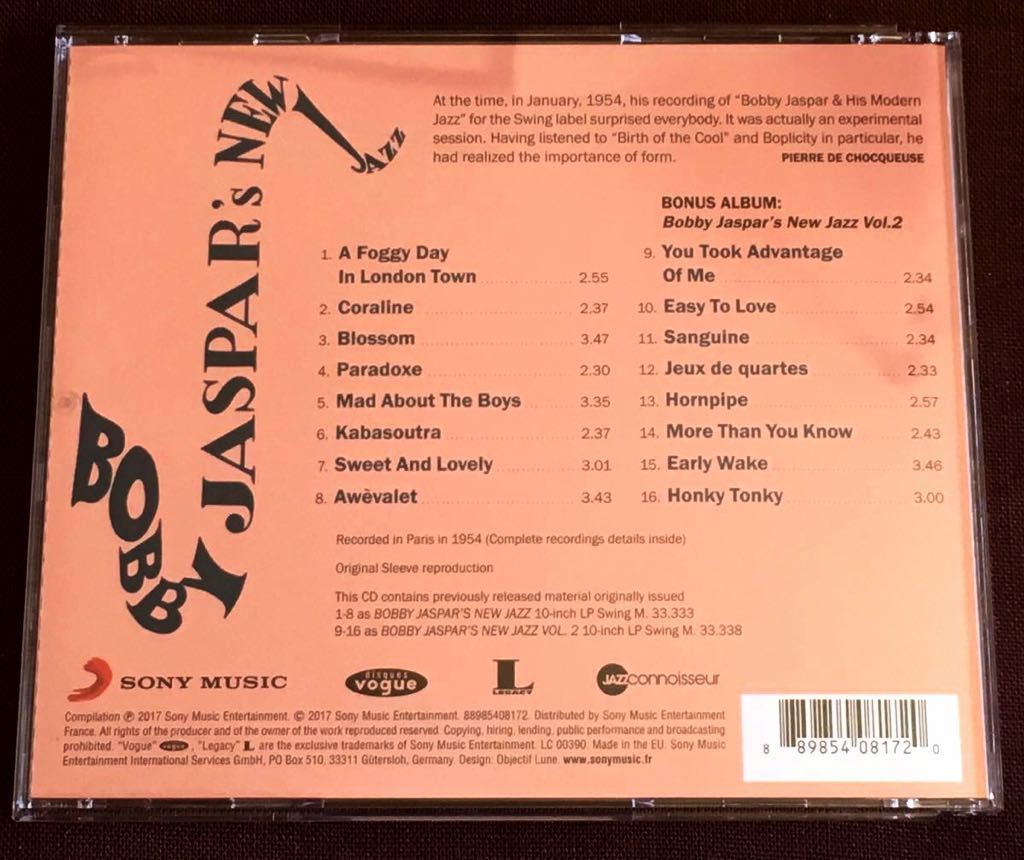 BOBBY JASPAR's NEW JAZZ
At the time, in January, 1954, his recording of "Bobby Jaspar & His Modern
Jazz" for the Swing label surprised everybody. It was actually an experimental
session. Having listened to "Birth of the Cool" and Boplicity in particular, he
had realized the importance of form. PIERRE DE CHOCQUEUSE
1. A Foggy Day
In London Town 2.55
2. Coraline 2.37
3. Blossom 3.47
4. Paradoxe 2.30
5. Mad About The Boys 3.35
6. Kabasoutra 2.37
7. Sweet And Lovely 3.01
8. Awèvalet 3.43
BONUS ALBUM:
Bobby Jaspar's New Jazz Vol.2
9. You Took Advantage
Of Me 2.34
10. Easy To Love 2.54
11. Sanguine 2.34
12. Jeux de quartes 2.33
13. Hornpipe 2.57
14. More Than You Know 2.43
15. Early Wake 3.46
16. Honky Tonky 3.00
Recorded in Paris in 1954 (Complete recordings details inside)
Original Sleeve reproduction
This CD contains previously released material originally issued
1-8 as BOBBY JASPAR'S NEW JAZZ 10-inch LP Swing M. 33.333
9-16 as BOBBY JASPAR'S NEW JAZZ VOL. 2 10-inch LP Swing M. 33.338
SONY MUSIC
disques
vogue
L
LEGACY
JAZZconnoisseur
Compilation ℗ 2017 Sony Music Entertainment. © 2017 Sony Music Entertainment. 88985408172. Distributed by Sony Music Entertainment
France. All rights of the producer and of the owner of the work reproduced reserved. Copying, hiring, lending, public performance and broadcasting
prohibited. "Vogue" vogue, "Legacy" L are the exclusive trademarks of Sony Music Entertainment. LC 00390. Made in the EU. Sony Music
Entertainment International Services GmbH, PO Box 510, 33311 Gütersloh, Germany. Design: Objectif Lune. www.sonymusic.fr
8 89854 08172 0